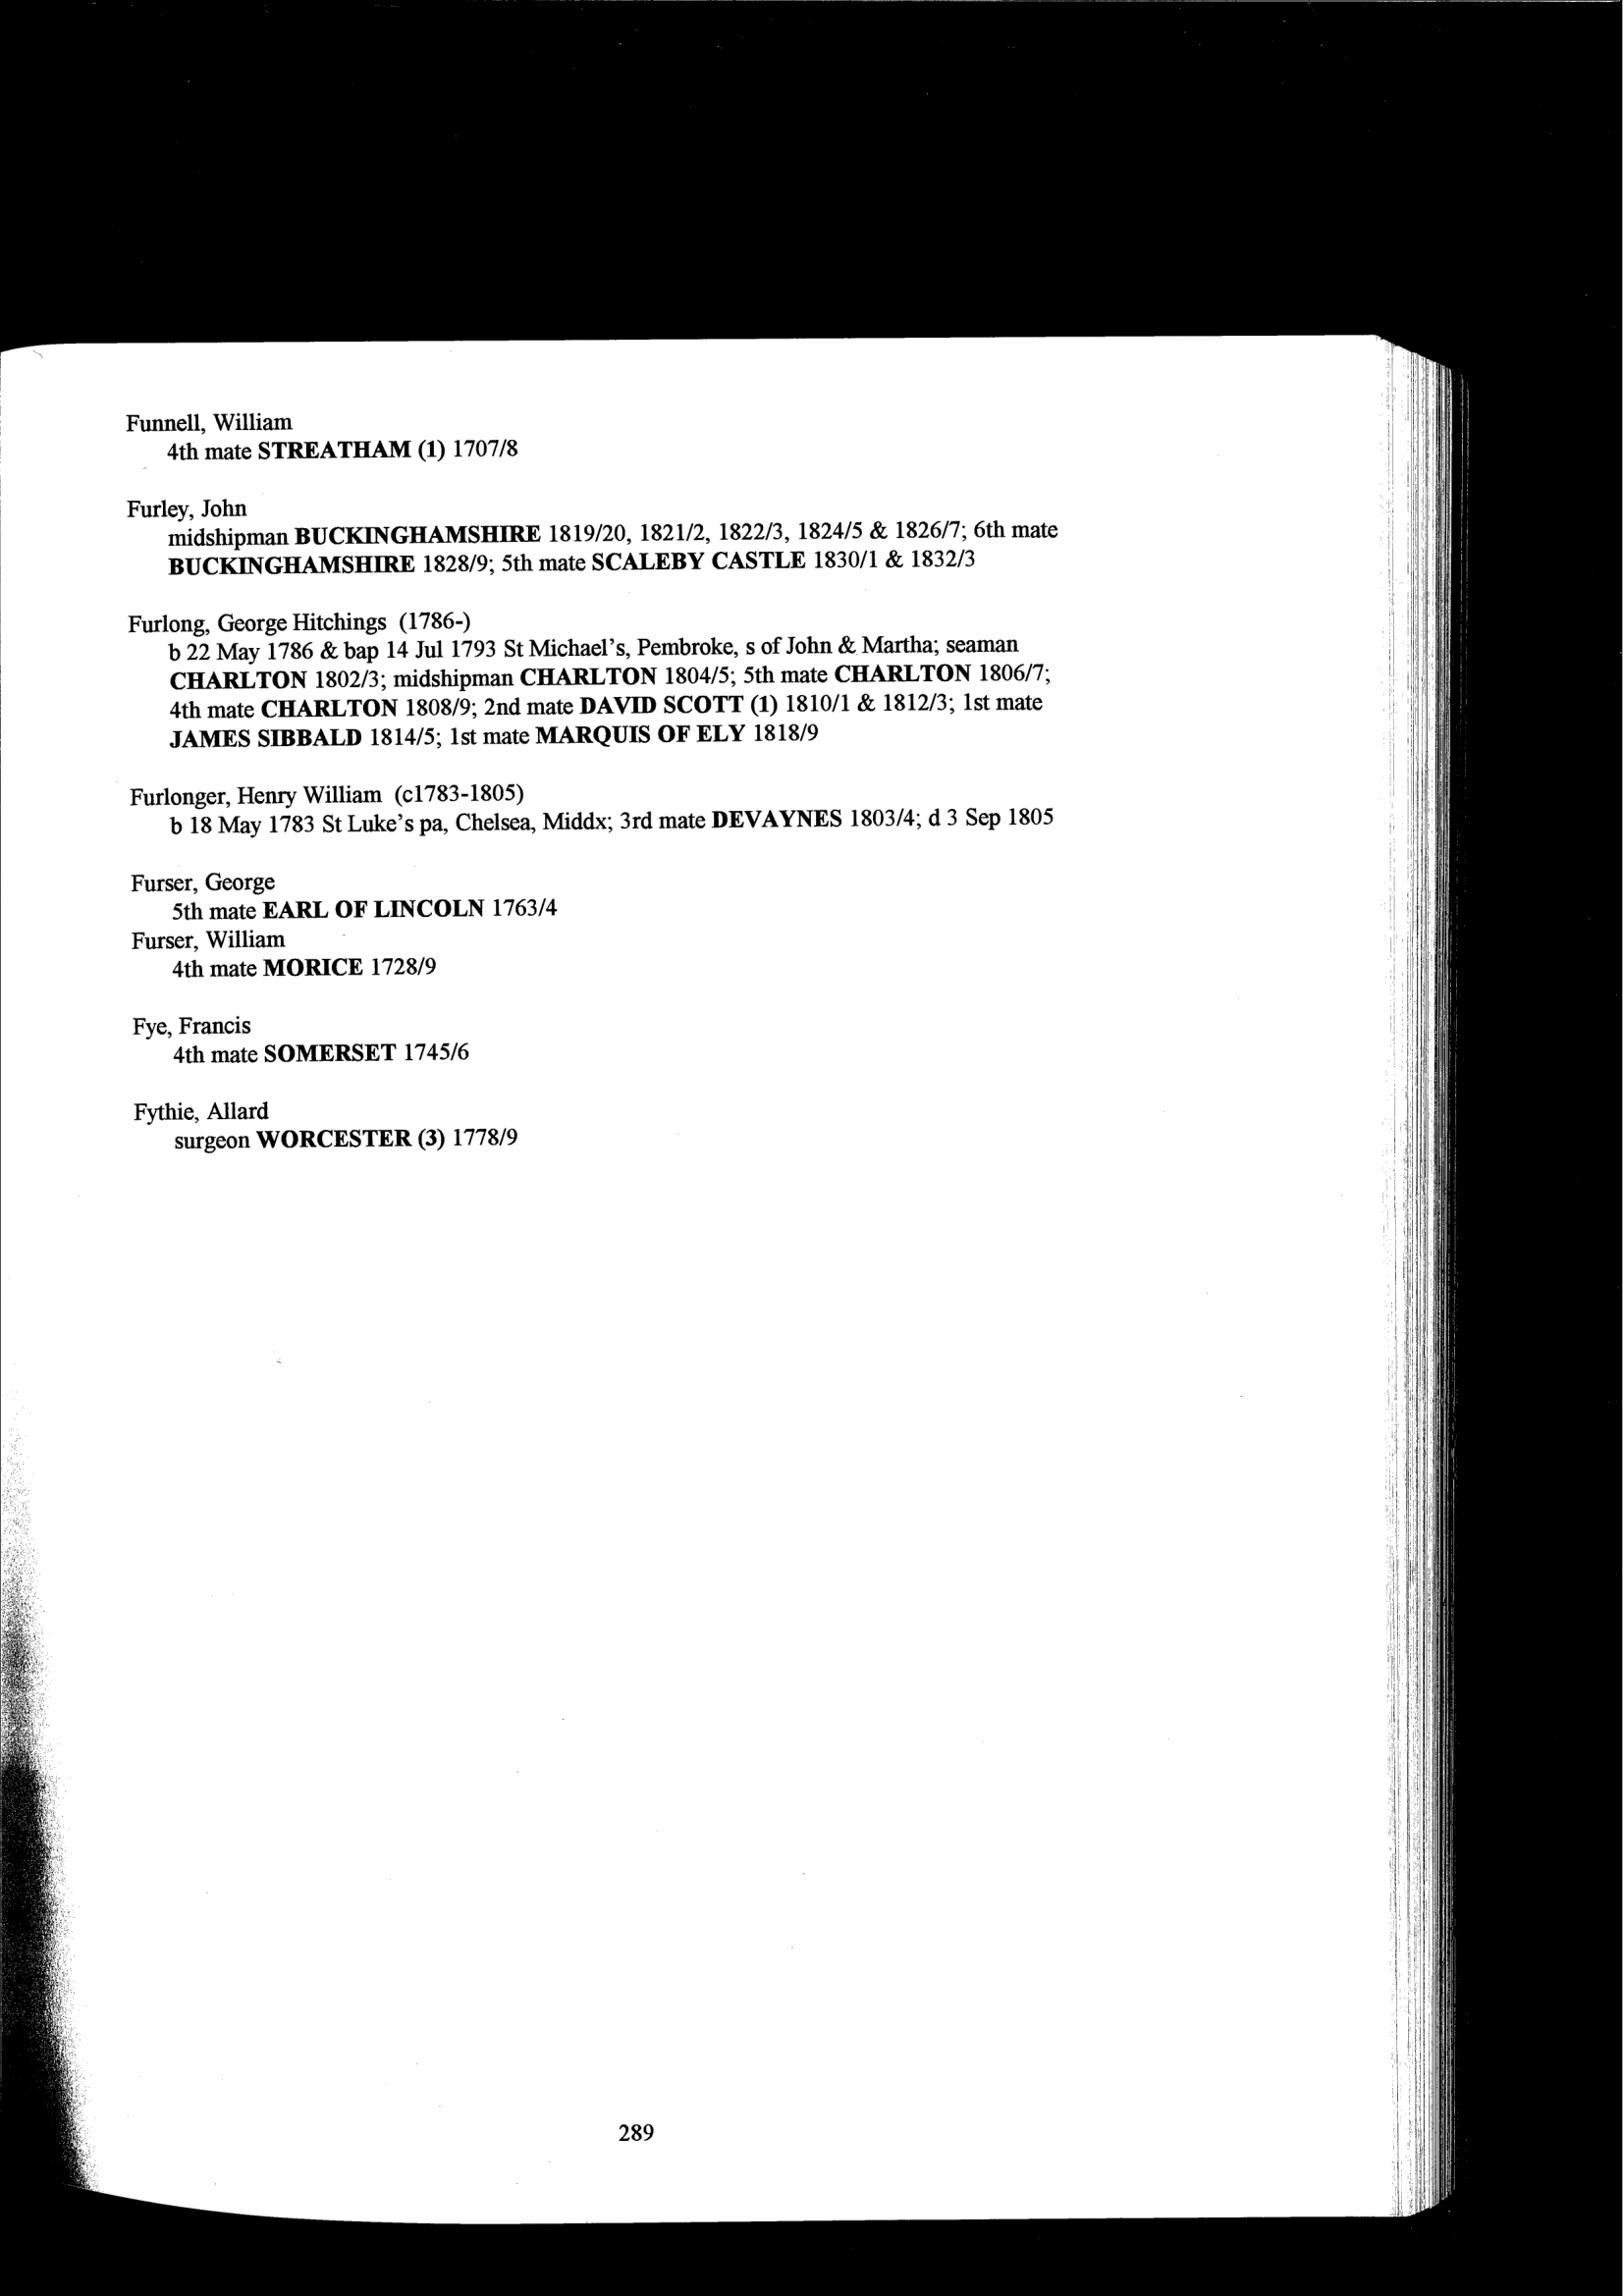 Funnell, William
4th mate STREATHAM (1) 1707/8
Furley, John
midshipman BUCKINGHAMSHIRE 1819/20, 1821/2, 1822/3, 1824/5 & 1826/7; 6th mate
BUCKINGHAMSHIRE 1828/9; 5th mate SCALEBY CASTLE 1830/1 & 1832/3
Furlong, George Hitchings (1786-)
b 22 May 1786 & bap 14 Jul 1793 St Michael's, Pembroke, s of John & Martha; seaman
CHARLTON 1802/3; midshipman CHARLTON 1804/5; 5th mate CHARLTON 1806/7;
4th mate CHARLTON 1808/9; 2nd mate DAVID SCOTT (1) 1810/1 & 1812/3; 1st mate
JAMES SIBBALD 1814/5; 1st mate MARQUIS OF ELY 1818/9
Furlonger, Henry William (c1783-1805)
b 18 May 1783 St Luke's pa, Chelsea, Middx; 3rd mate DEVAYNES 1803/4; d 3 Sep 1805
Furser, George
5th mate EARL OF LINCOLN 1763/4
Furser, William
4th mate MORICE 1728/9
Fye, Francis
4th mate SOMERSET 1745/6
Fythie, Allard
surgeon WORCESTER (3) 1778/9
289